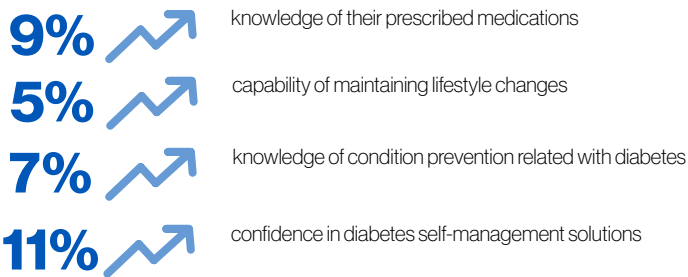 9% knowledge of their prescribed medications
5% capability of maintaining lifestyle changes
7% knowledge of condition prevention related with diabetes
11% confidence in diabetes self-management solutions